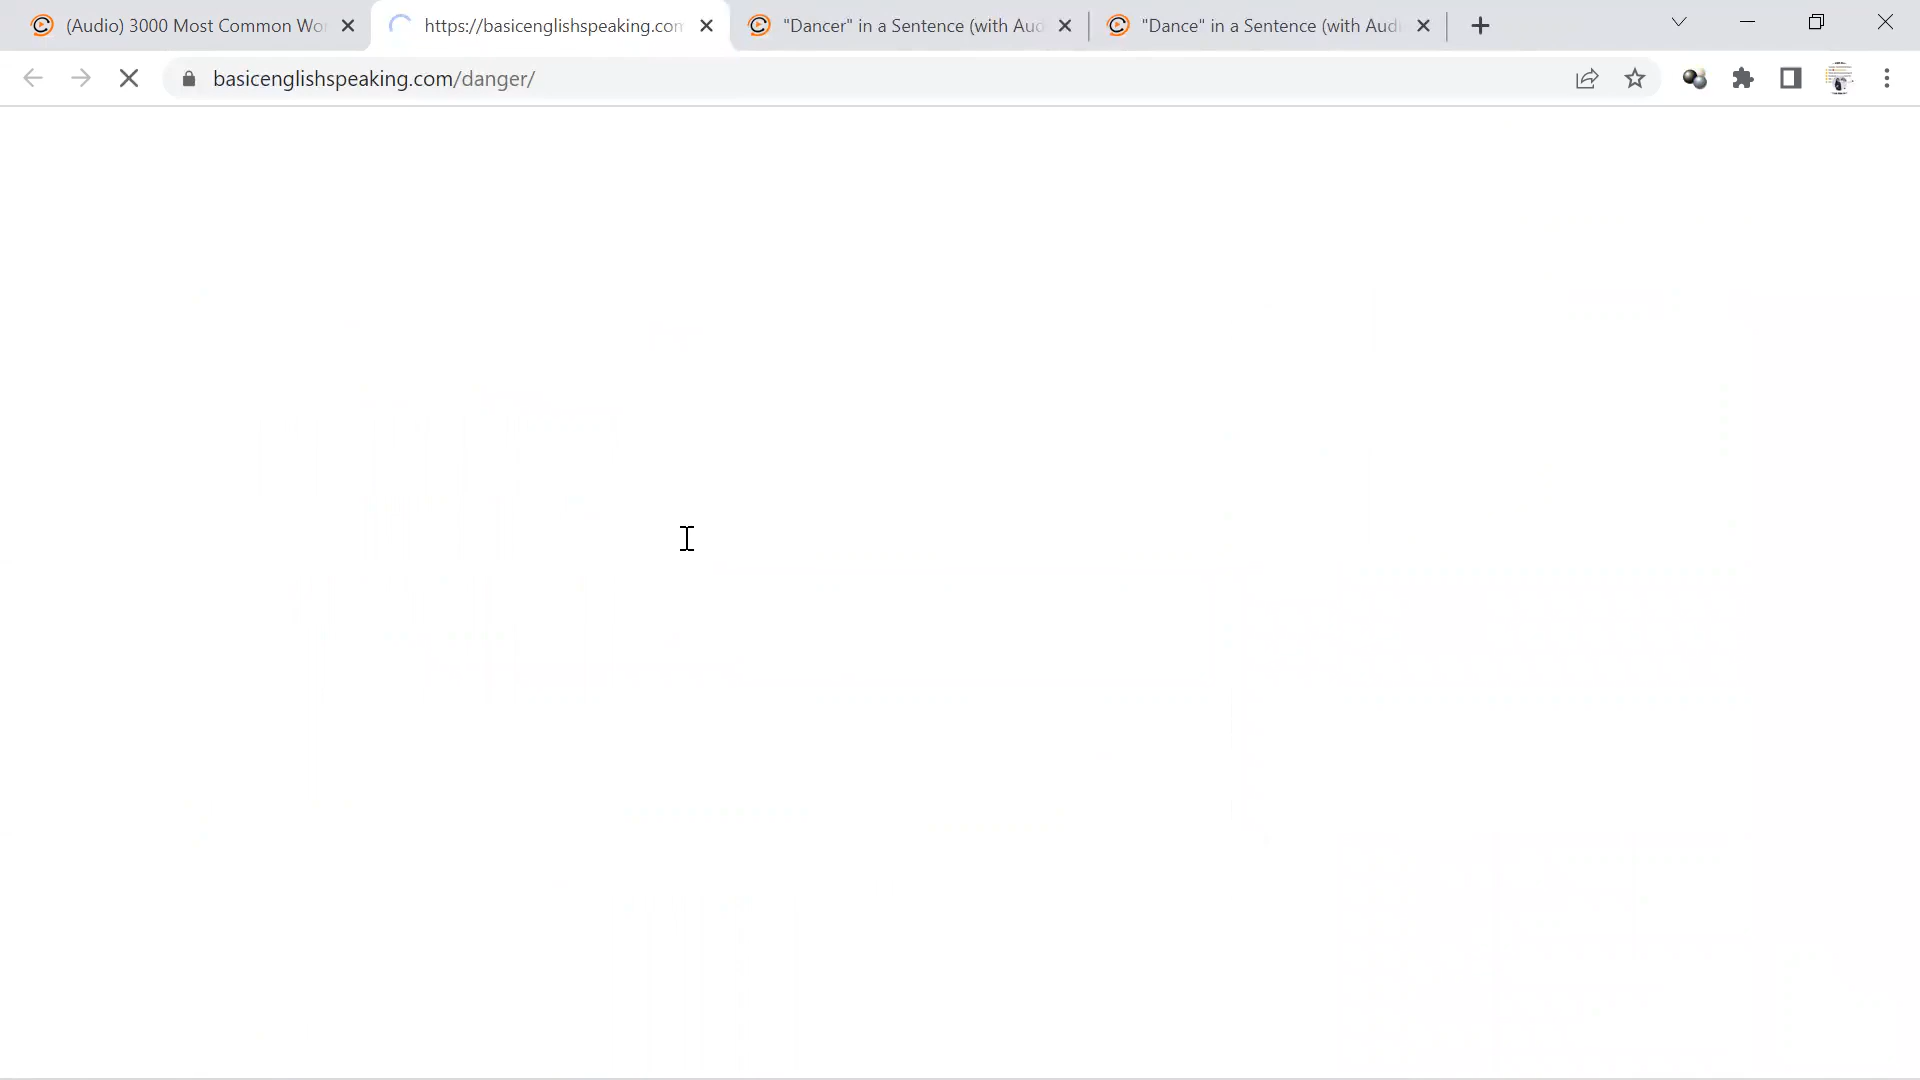 (Audio) 3000 Most Common Wo
https://basicenglishspeaking.com
"Dancer" in a Sentence (with Aud
"Dance" in a Sentence (with Audi
basicenglishspeaking.com/danger/